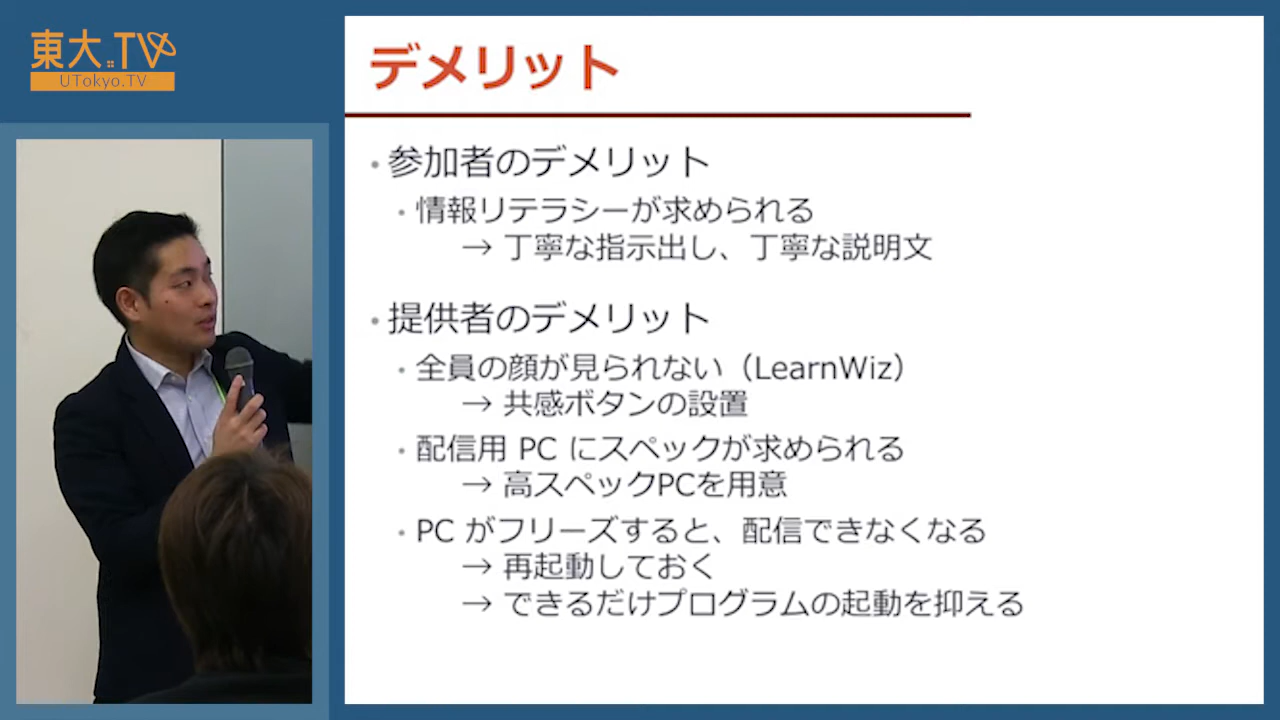 東大.TV
UTokyo.TV
デメリット
・参加者のデメリット
・情報リテラシーが求められる
→ 丁寧な指示出し、丁寧な説明文
・提供者のデメリット
・全員の顔が見られない（LearnWiz）
→ 共感ボタンの設置
・配信用 PC にスペックが求められる
→ 高スペックPCを用意
・PC がフリーズすると、配信できなくなる
→ 再起動しておく
→ できるだけプログラムの起動を抑える